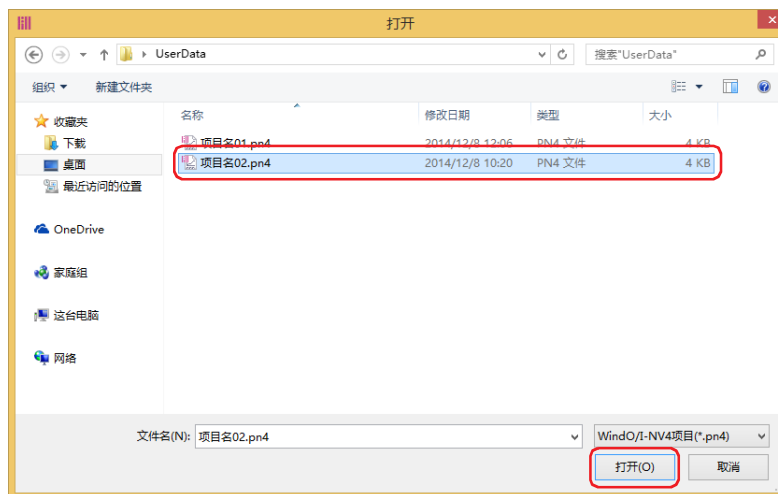 打开
UserData
搜索"UserData"
组织 新建文件夹
名称 修改日期 类型 大小
项目名01.pn4 2014/12/8 12:06 PN4 文件 4 KB
项目名02.pn4 2014/12/8 10:20 PN4 文件 4 KB
收藏夹
下载
桌面
最近访问的位置
OneDrive
家庭组
这台电脑
网络
文件名(N): 项目名02.pn4 WindO/I-NV4项目(*.pn4)
打开(O) 取消